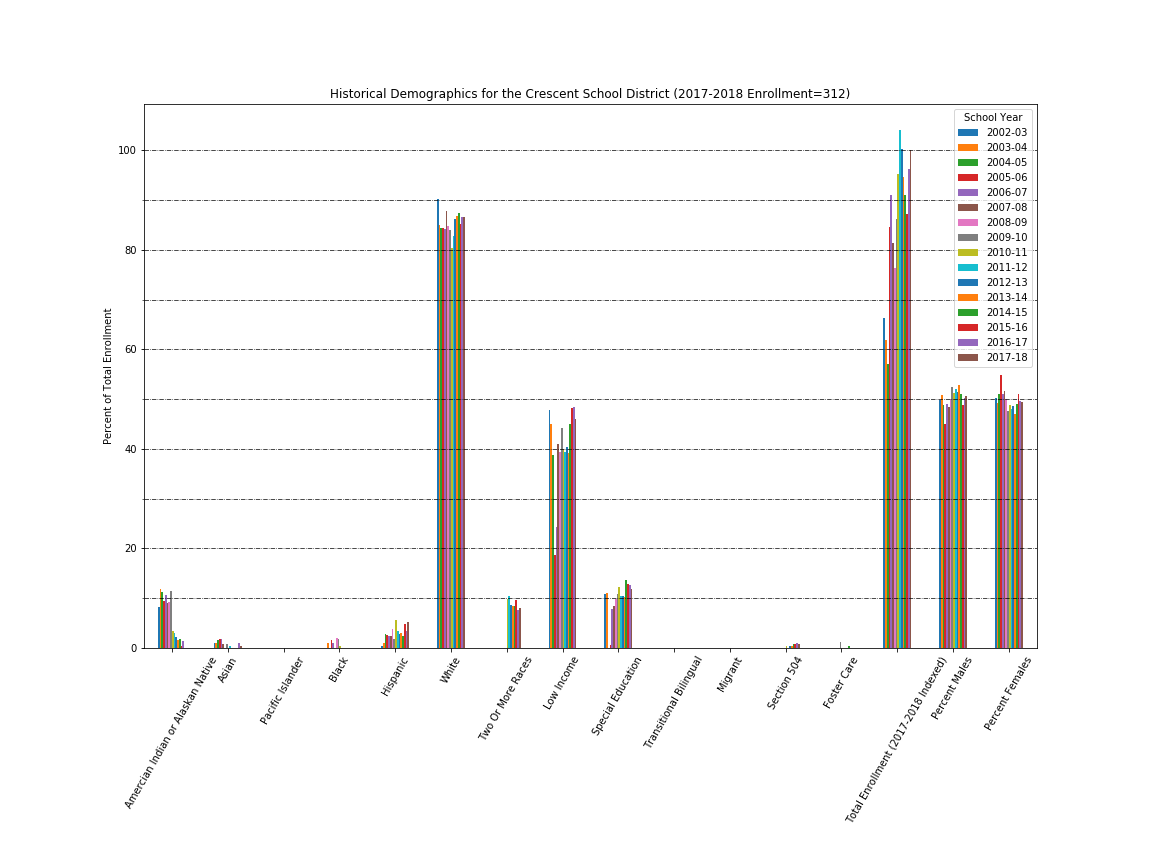 Historical Demographics for the Crescent School District (2017-2018 Enrollment=312)
School Year
2002-03
2003-04
2004-05
2005-06
2006-07
2007-08
2008-09
2009-10
2010-11
2011-12
2012-13
2013-14
2014-15
2015-16
2016-17
2017-18
Percent of Total Enrollment
100
80
60
40
20
0
Amercian Indian or Alaskan Native
Asian
Pacific Islander
Black
Hispanic
White
Two Or More Races
Low Income
Special Education
Transitional Bilingual
Migrant
Section 504
Foster Care
Total Enrollment (2017-2018 Indexed)
Percent Males
Percent Females